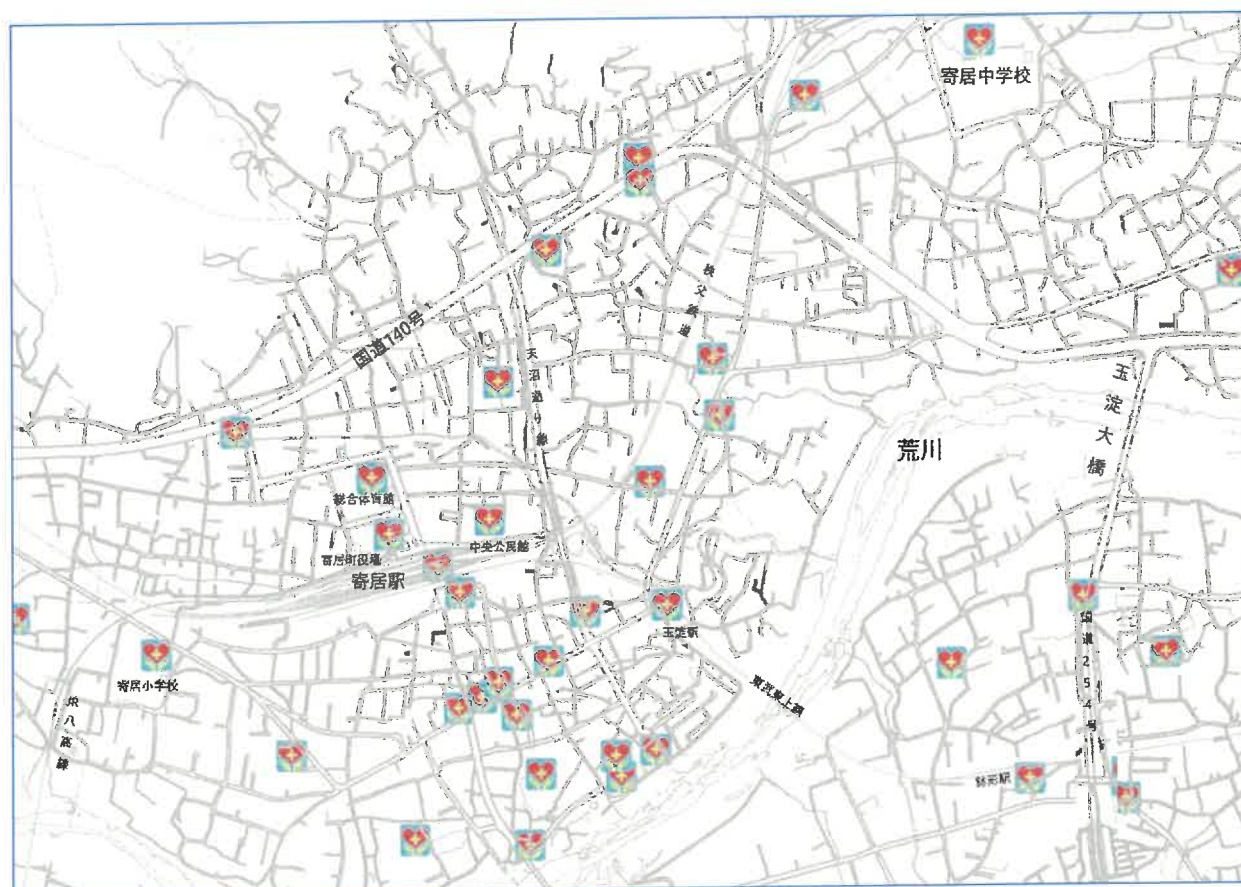 寄居中学校
秩父鉄道
国道140号
天沼通り線
玉淀大橋
荒川
総合体育館
中央公民館
寄居町役場
寄居駅
玉淀駅
国道254号
寄居小学校
東武東上線
JR八高線
鉢形駅